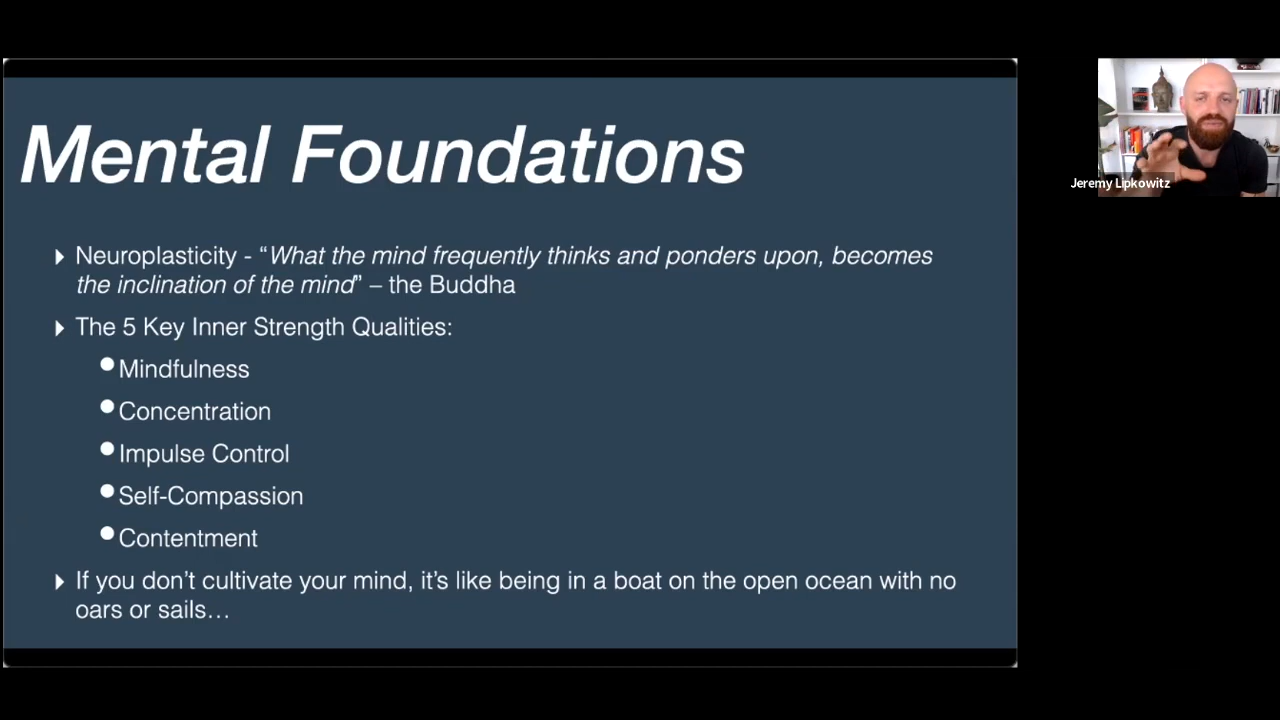 Mental Foundations
Neuroplasticity - “What the mind frequently thinks and ponders upon, becomes
the inclination of the mind” – the Buddha
The 5 Key Inner Strength Qualities:
Mindfulness
Concentration
Impulse Control
Self-Compassion
Contentment
If you don’t cultivate your mind, it’s like being in a boat on the open ocean with no
oars or sails…
Jeremy Lipkowitz